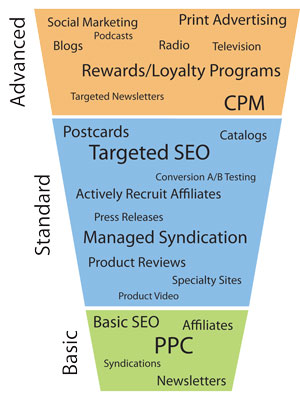 Advanced
Social Marketing
Print Advertising
Podcasts
Blogs
Radio
Television
Rewards/Loyalty Programs
Targeted Newsletters
CPM
Standard
Postcards
Catalogs
Targeted SEO
Conversion A/B Testing
Actively Recruit Affiliates
Press Releases
Managed Syndication
Product Reviews
Specialty Sites
Product Video
Basic
Basic SEO
Affiliates
PPC
Syndications
Newsletters